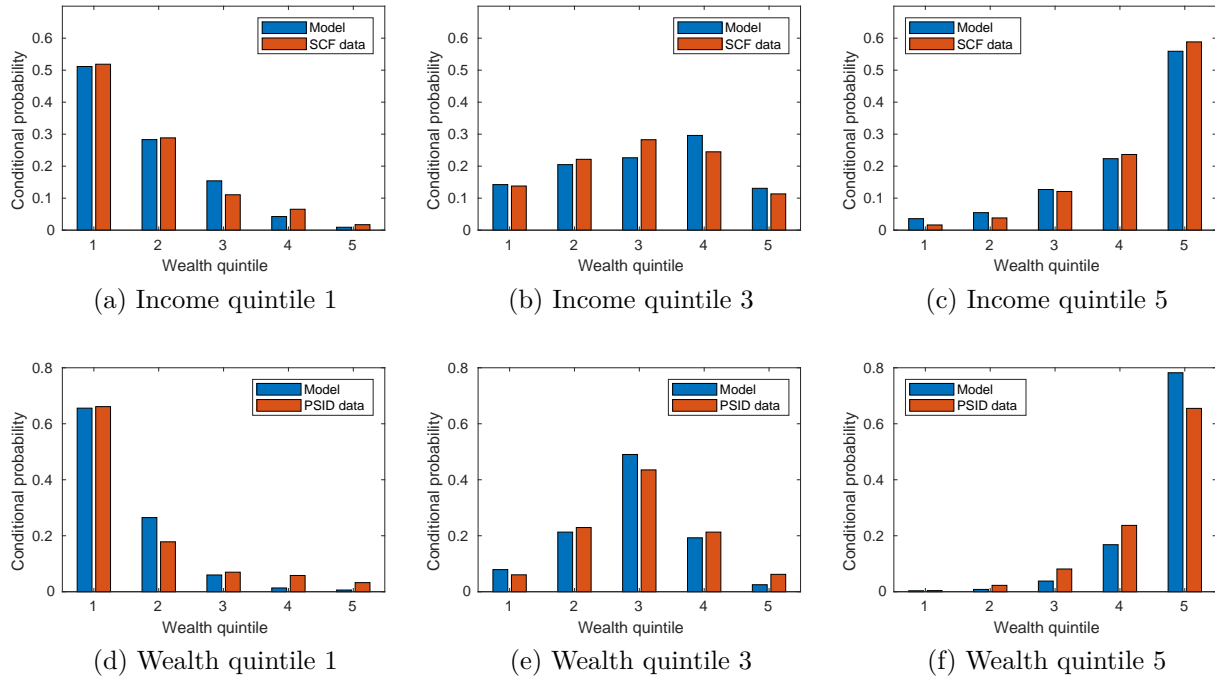 Conditional probability
0.6
0.5
0.4
0.3
0.2
0.1
0
Model
SCF data
1 2 3 4 5
Wealth quintile
(a) Income quintile 1
Conditional probability
0.6
0.5
0.4
0.3
0.2
0.1
0
Model
SCF data
1 2 3 4 5
Wealth quintile
(b) Income quintile 3
Conditional probability
0.6
0.5
0.4
0.3
0.2
0.1
0
Model
SCF data
1 2 3 4 5
Wealth quintile
(c) Income quintile 5
Conditional probability
0.8
0.6
0.4
0.2
0
Model
PSID data
1 2 3 4 5
Wealth quintile
(d) Wealth quintile 1
Conditional probability
0.8
0.6
0.4
0.2
0
Model
PSID data
1 2 3 4 5
Wealth quintile
(e) Wealth quintile 3
Conditional probability
0.8
0.6
0.4
0.2
0
Model
PSID data
1 2 3 4 5
Wealth quintile
(f) Wealth quintile 5